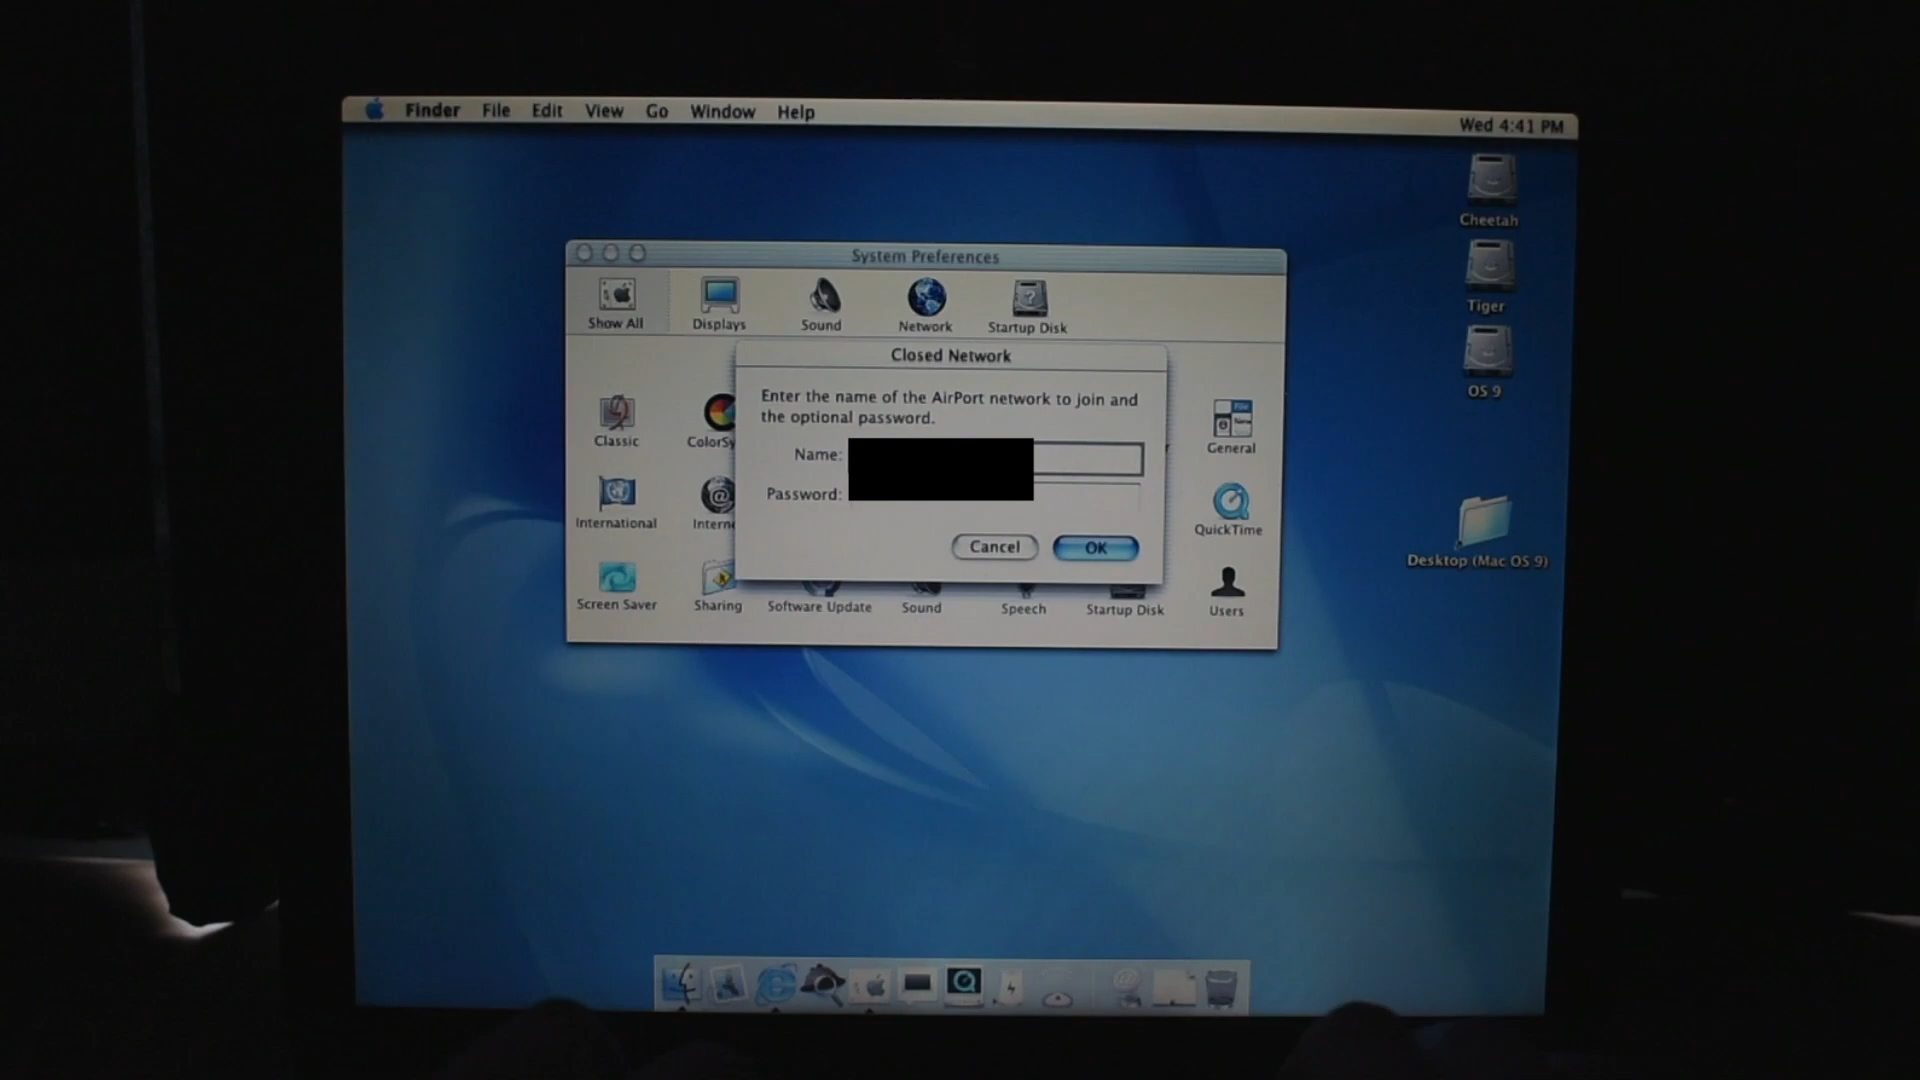 Finder File Edit View Go Window Help
Wed 4:41 PM
Cheetah
Tiger
OS 9
Desktop (Mac OS 9)
System Preferences
Show All Displays Sound Network Startup Disk
Closed Network
Enter the name of the AirPort network to join and
the optional password.
Name:
Password:
Cancel OK
Classic ColorSy General
International Interne QuickTime
Screen Saver Sharing Software Update Sound Speech Startup Disk Users